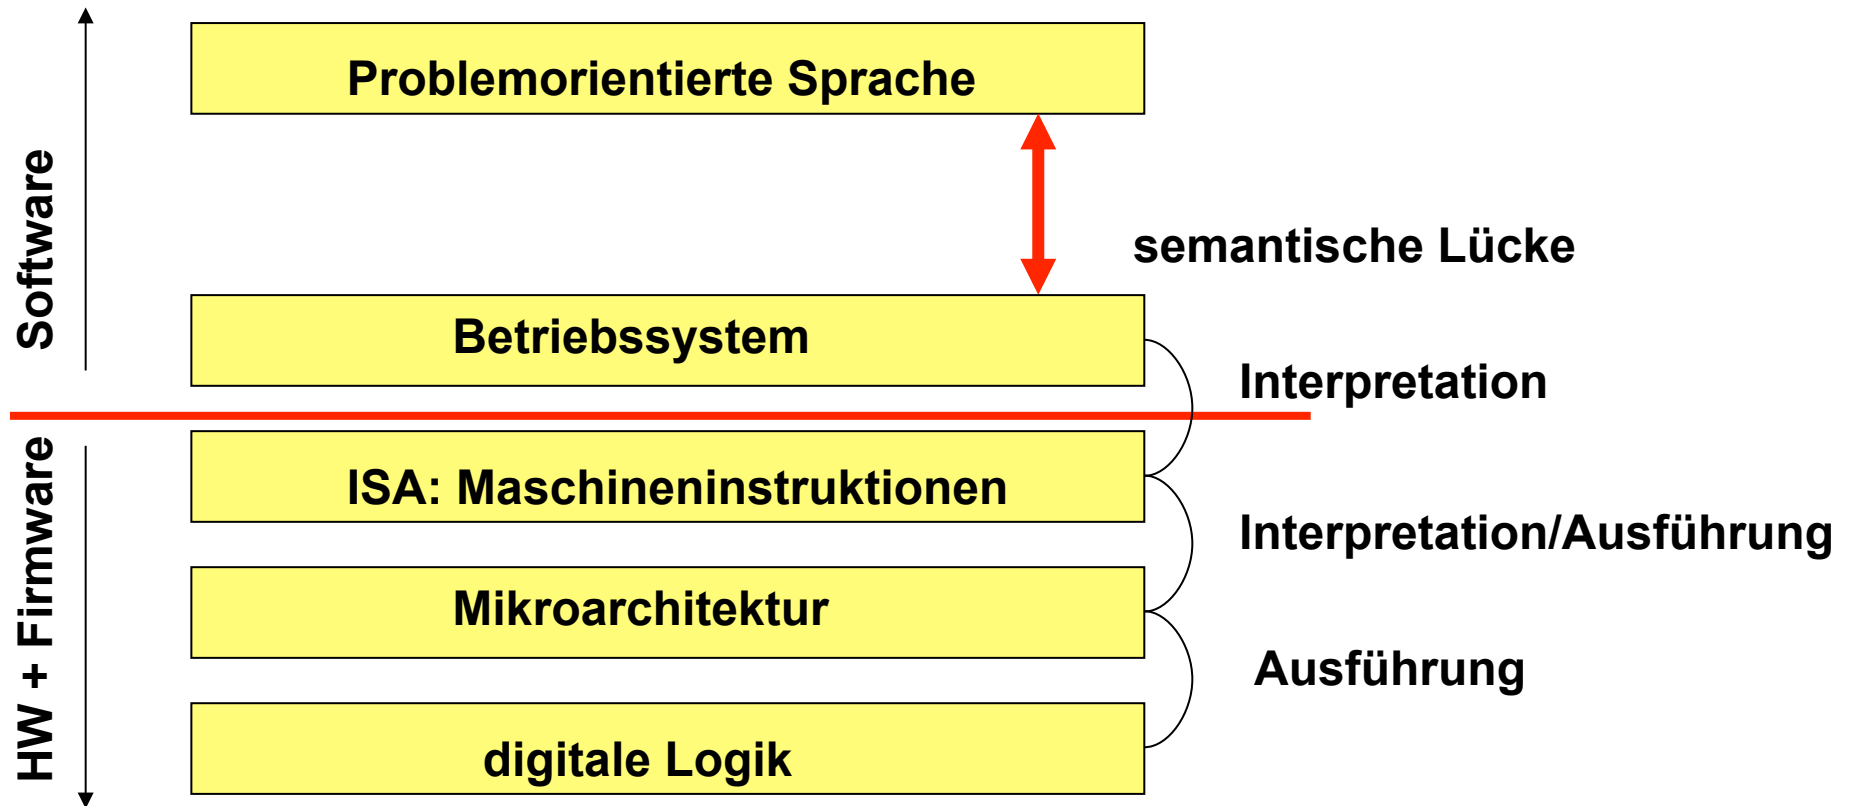 Software
Problemorientierte Sprache
semantische Lücke
Betriebssystem
Interpretation
HW + Firmware
ISA: Maschineninstruktionen
Interpretation/Ausführung
Mikroarchitektur
Ausführung
digitale Logik